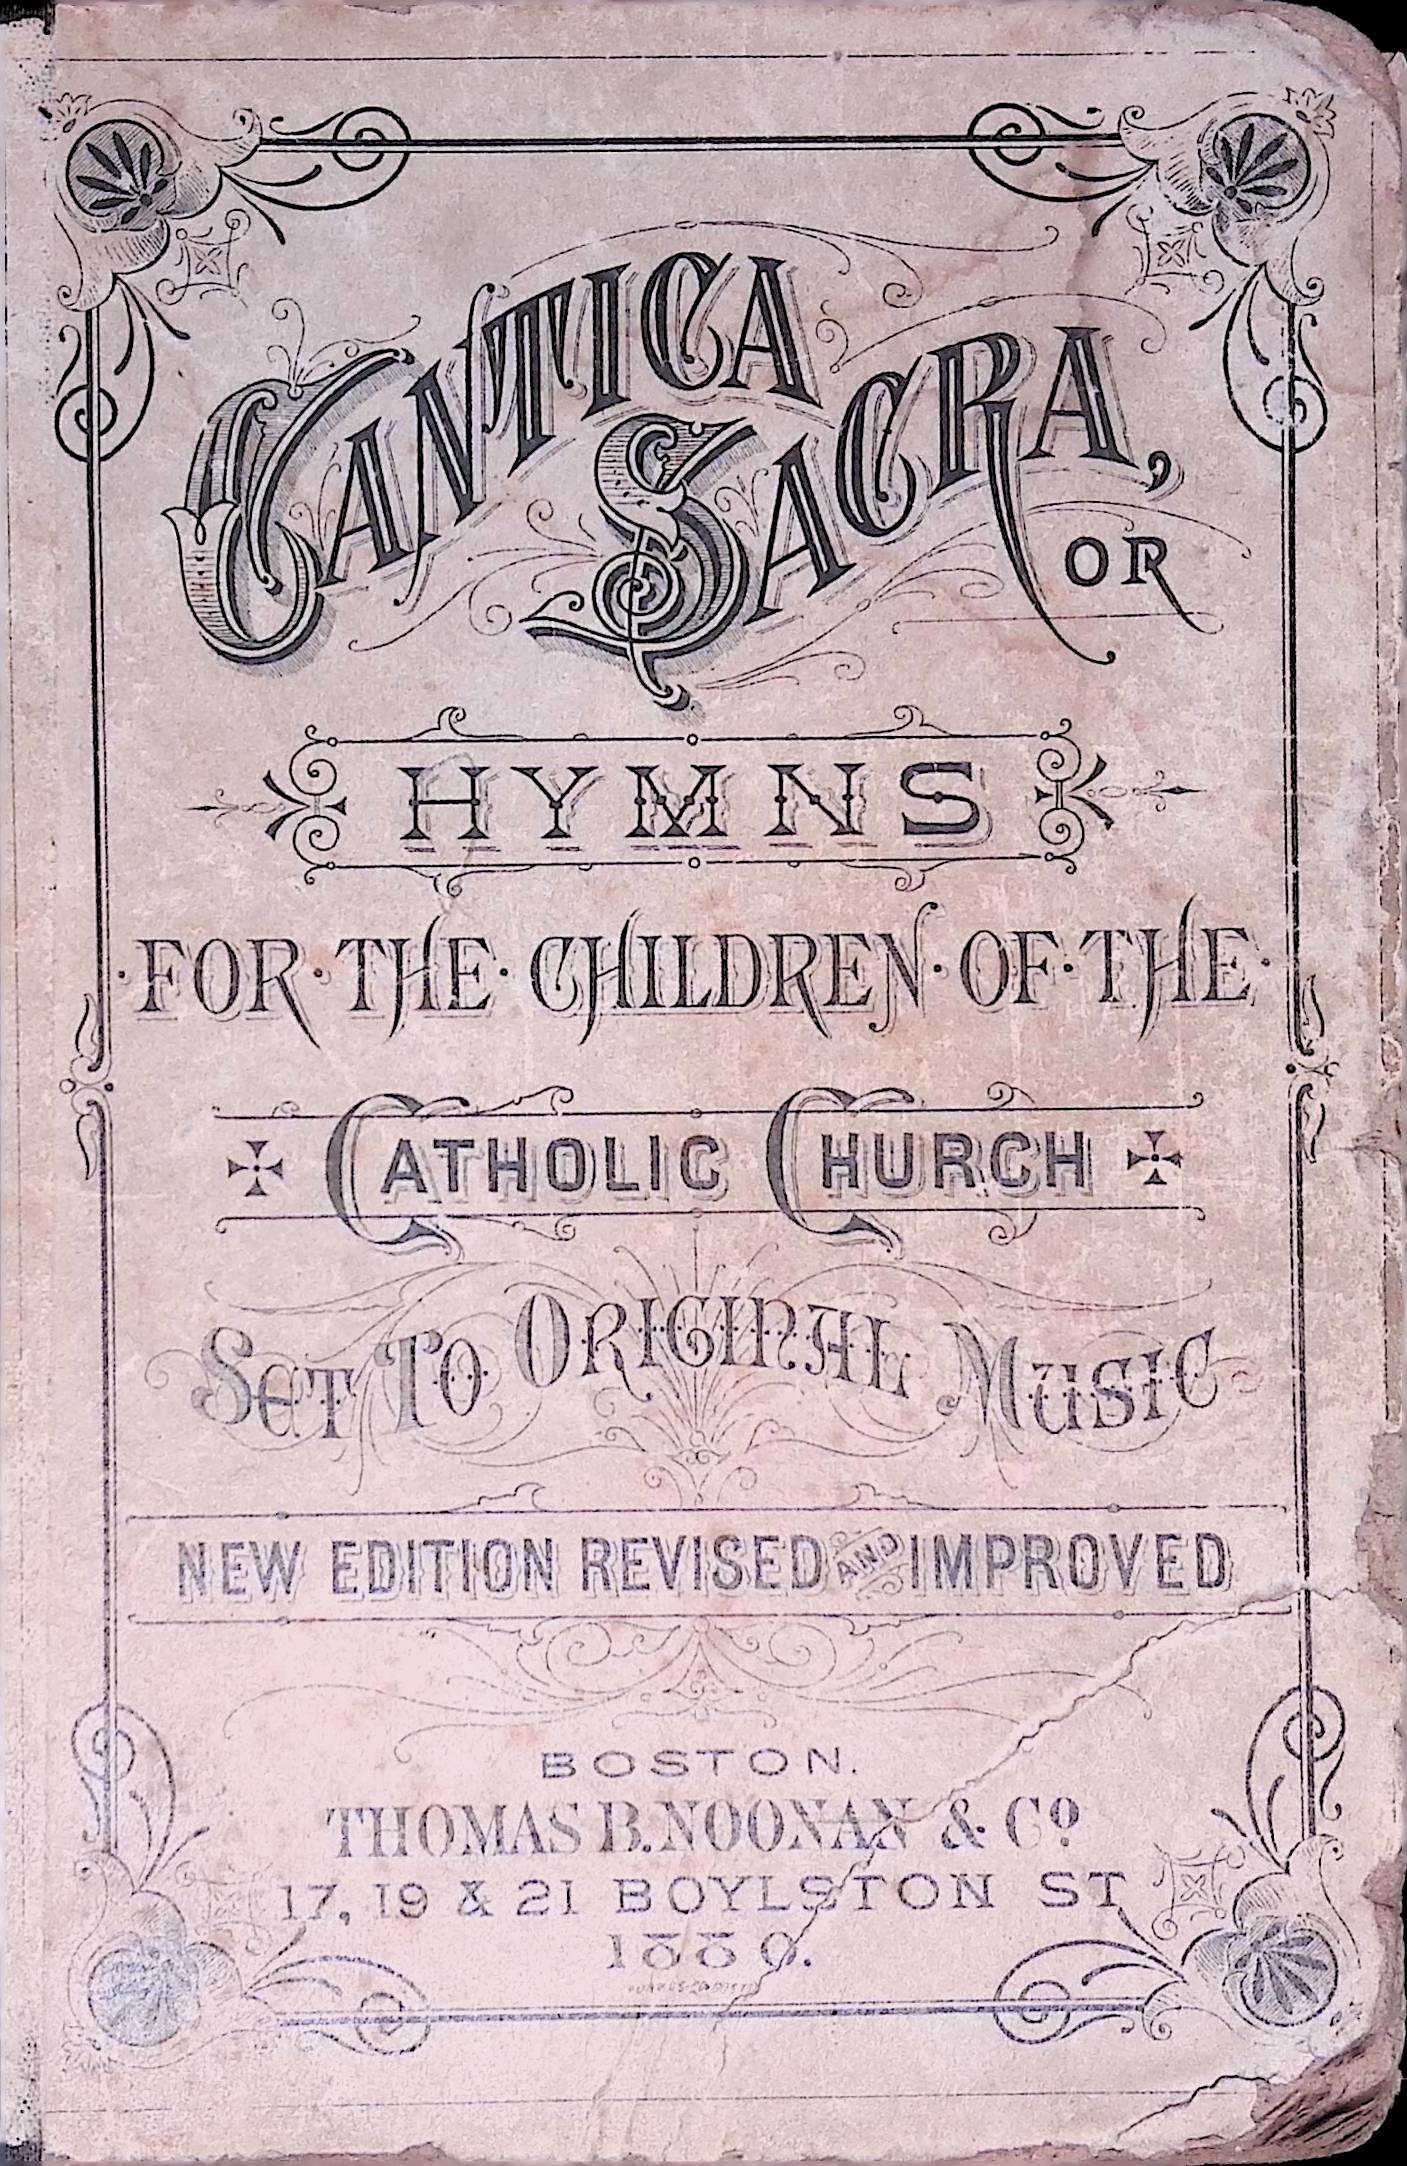 CANTICA
SACRA,
OR
HYMNS
·FOR·THE·CHILDREN·OF·THE·
CATHOLIC CHURCH
SET TO ORIGINAL MUSIC
NEW EDITION REVISED AND IMPROVED
BOSTON.
THOMAS B. NOONAN & Cº
17, 19 & 21 BOYLSTON ST
1880.